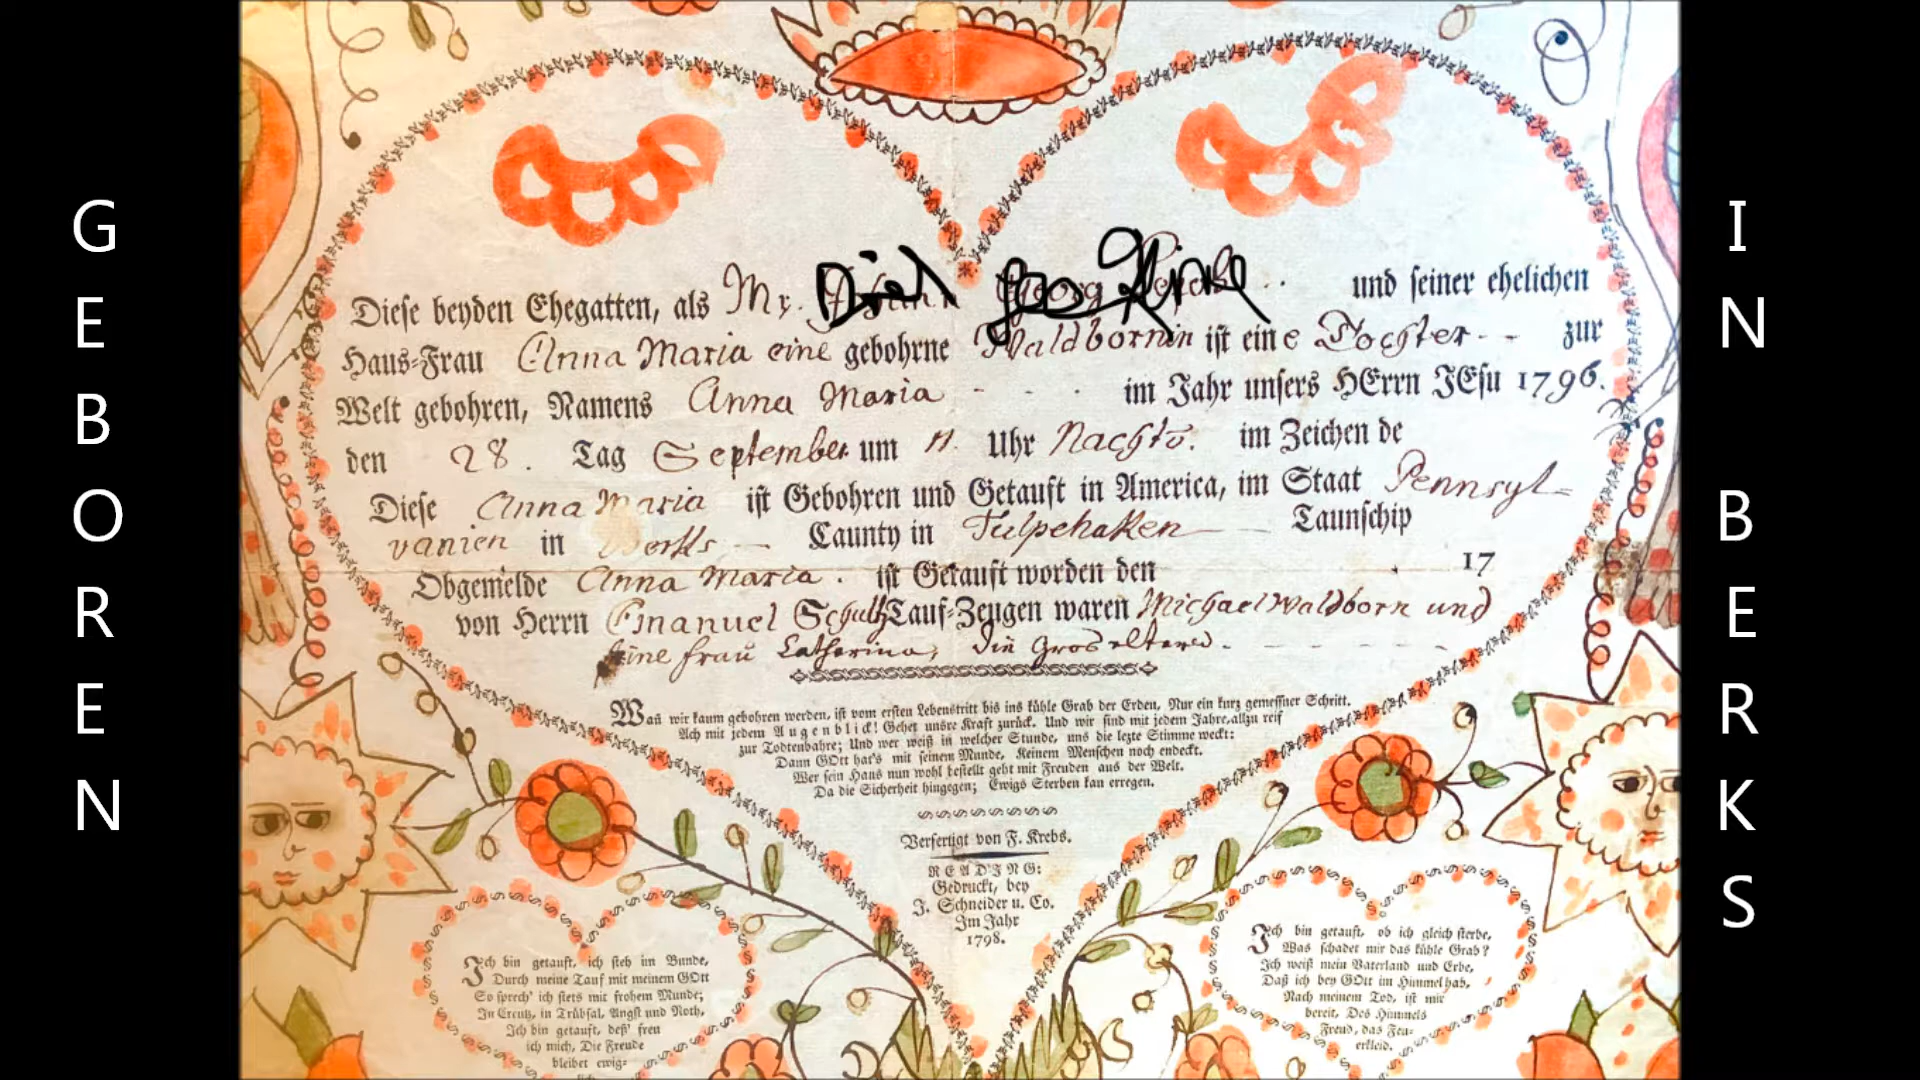 GEBOREN
IN BERKS
Diese beyden Ehegatten, als Mr. Georg und seiner ehelichen
Haus-Frau Anna Maria eine gebohrne Waldbornin ist eine Tochter zur
Welt gebohren, Namens Anna Maria im Jahr unsers HErrn JEsu 1796.
den 28. Tag September um 11. Uhr Nachts. im Zeichen de
Diese Anna Maria ist Gebohren und Getauft in America, im Staat Pennsyl-
vanien in Berks Caunty in Tulpehaken Taunschip
Obgemelde Anna Maria. ist Getauft worden den 17
von Herrn Emanuel Schultz Tauf-Zeugen waren Michael Waldborn und
seine frau Catharina, die Groseltern.
Wañ wir kaum gebohren werden, ist vom ersten Lebenstritt bis ins kühle Grab der Erden, Nur ein kurz gemessner Schritt.
Ach mit jedem Augenblick! Gehet unsre Kraft zurück. Und wir sind mit jedem Jahre, allzu reif
zur Todtenbahre; Und wer weiß in welcher Stunde, uns die lezte Stimme weckt:
Dann GOtt hat's mit seinem Munde, Keinem Menschen noch endeckt.
Wer sein Haus nun wohl bestellt geht mit Freuden aus der Welt.
Da die Sicherheit hingegen; Ewigs Sterben kan erregen.
Verfertigt von F. Krebs.
READING:
Gedruckt, bey
J. Schneider u. Co.
Im Jahr
1798.
Ich bin getauft, ich steh im Bunde,
Durch meine Tauf mit meinem GOtt
So sprech' ich stets mit frohem Munde;
In Creutz, in Trübsal, Angst und Noth,
Ich bin getauft, deß' freu
ich mich, Die Freude
bleibet ewig=
lich.
Ich bin getauft, ob ich gleich sterbe,
Was schadet mir das kühle Grab?
Ich weiß mein Vaterland und Erbe,
Daß ich bey GOtt im Himmel hab,
Nach meinem Tod, ist mir
bereit, Des Himmels
Freud, das Fey=
erkleid.